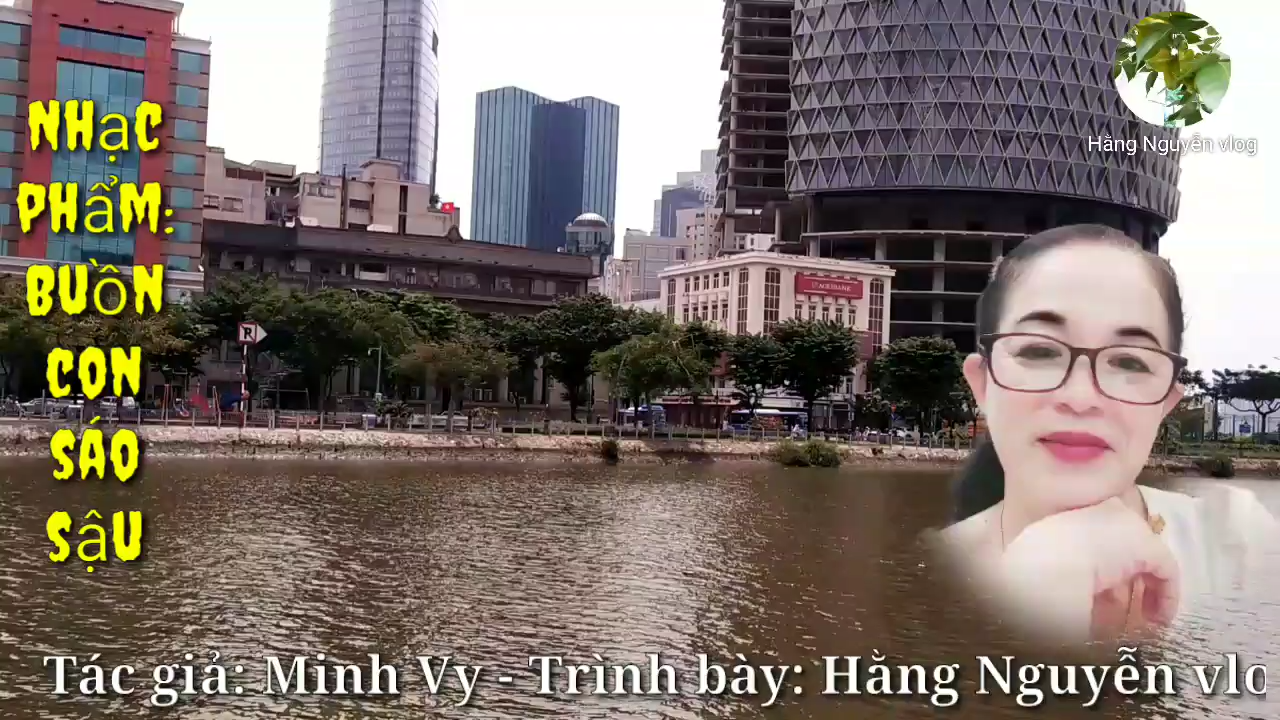 NHẠC
PHẨM:
BUỒN
CON
SÁO
SẬU
Hằng Nguyễn vlog
AGRIBANK
R
Tác giả: Minh Vy - Trình bày: Hằng Nguyễn vlo